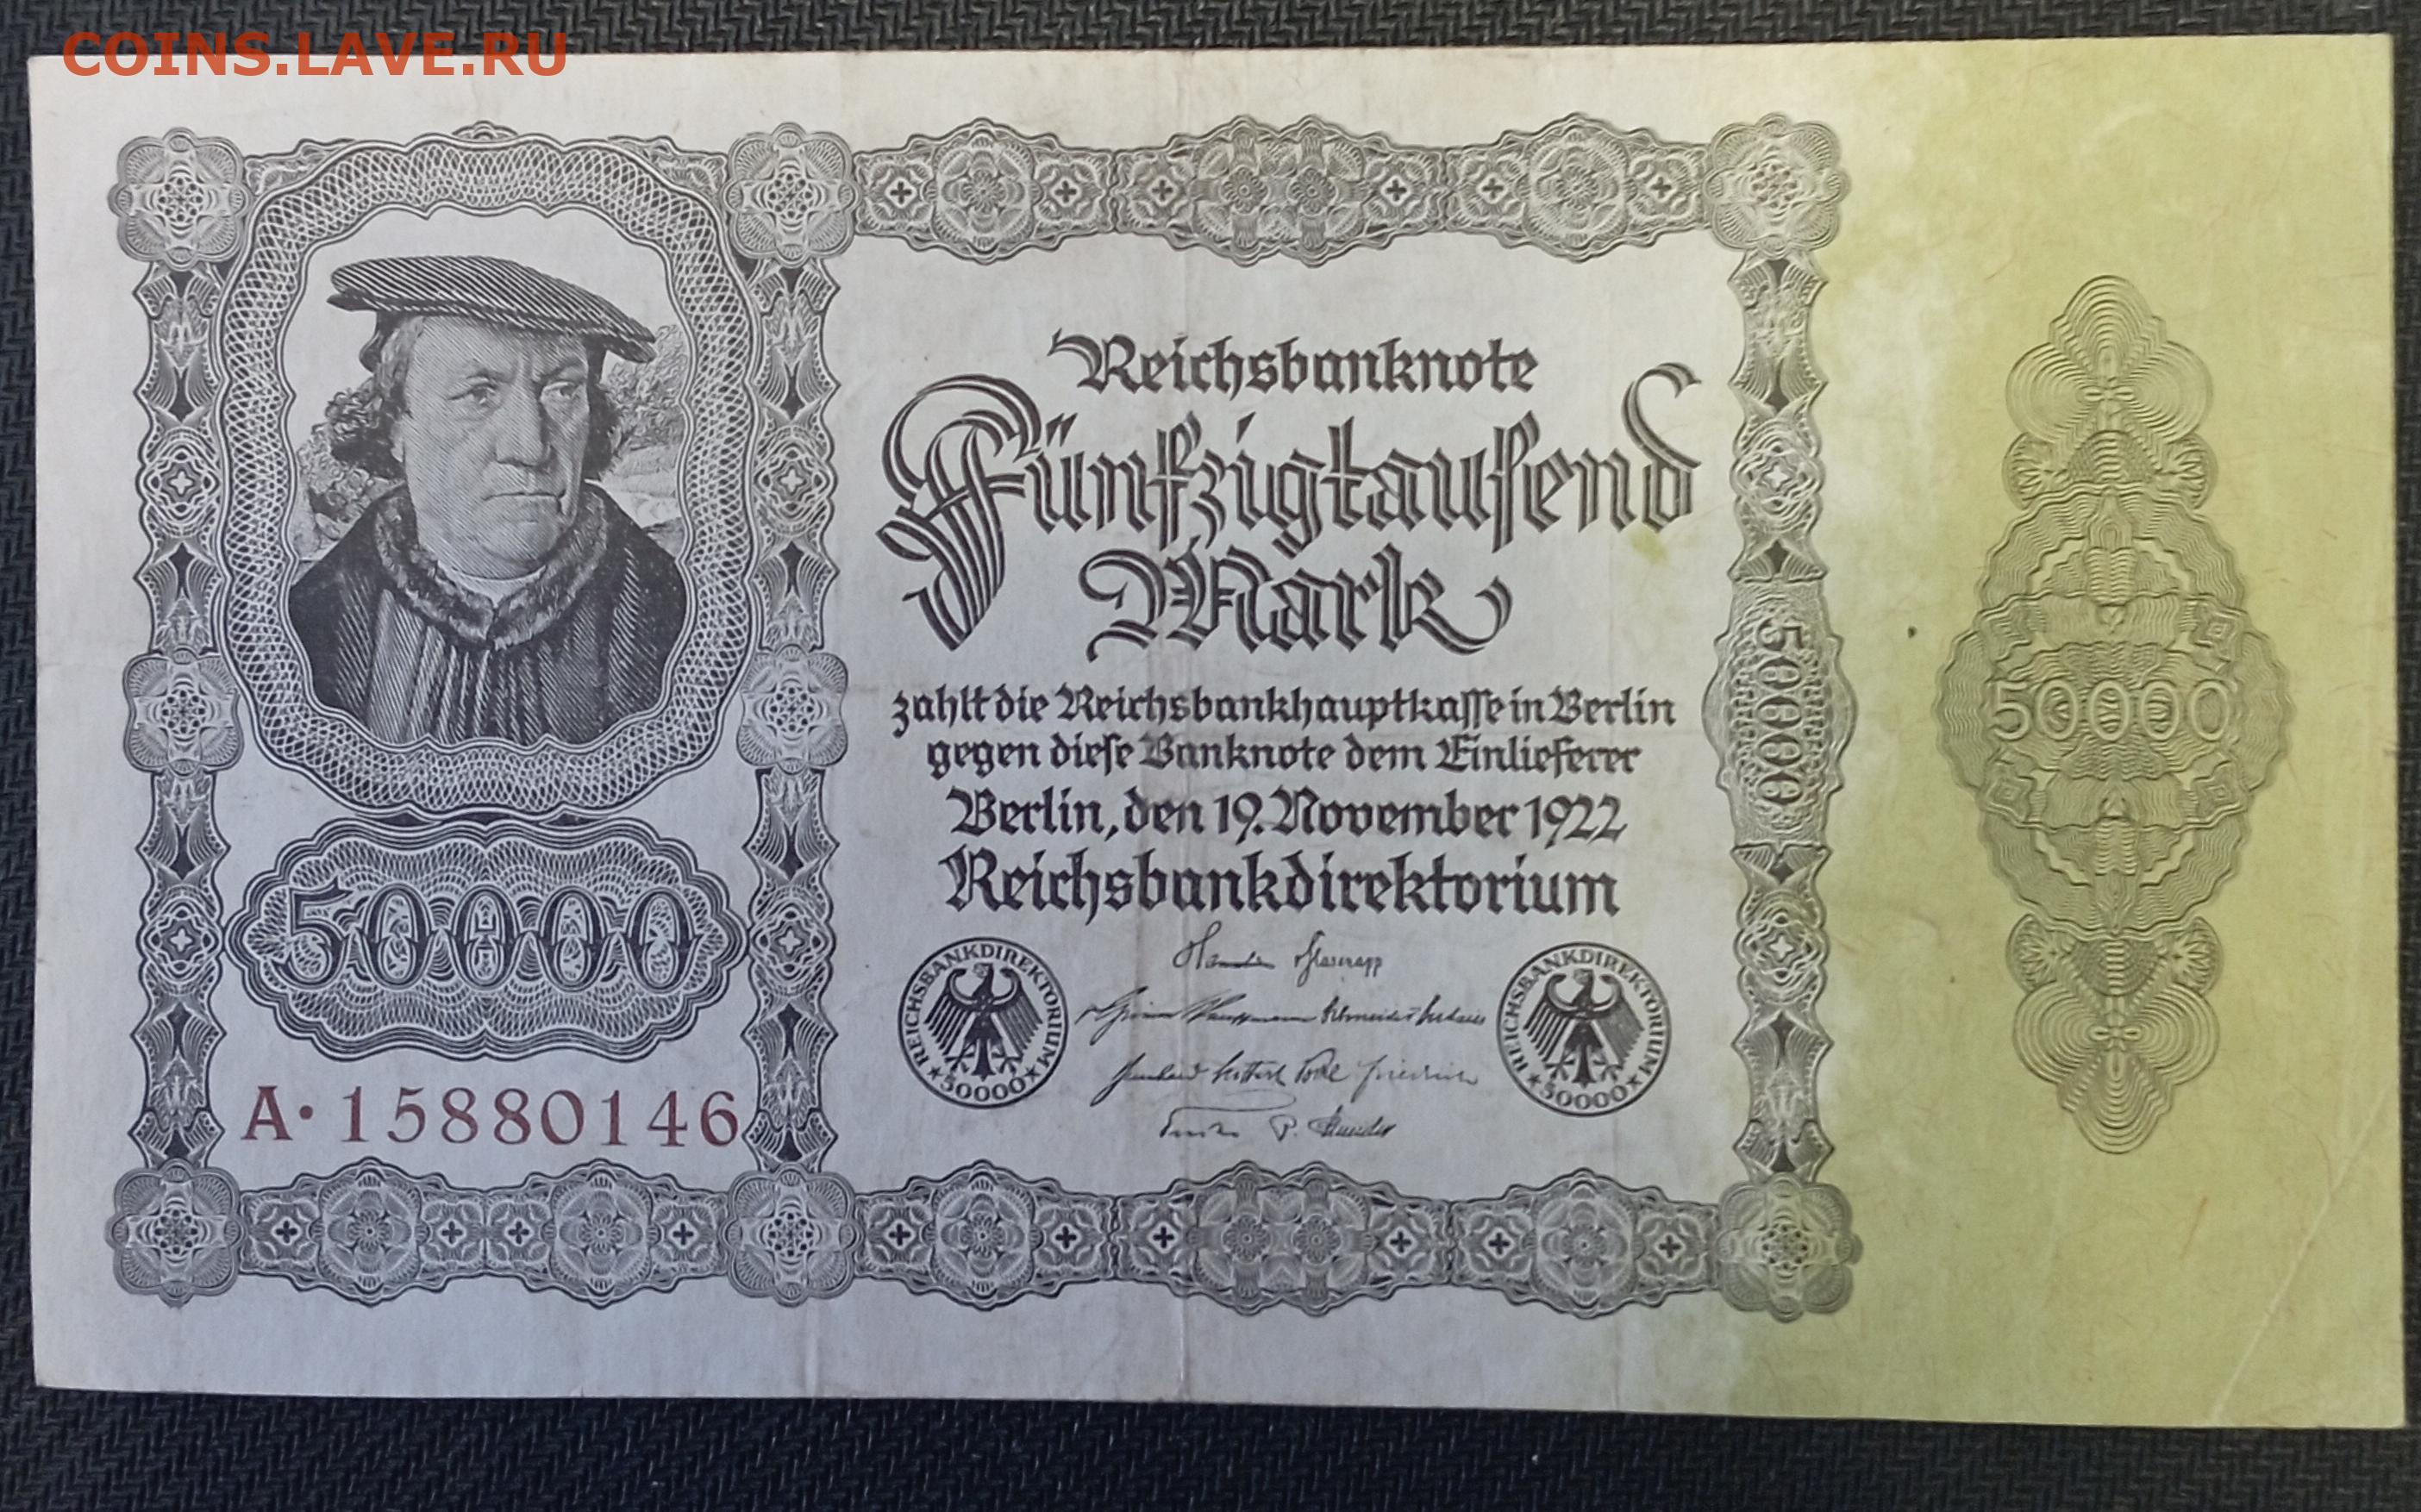 COINS.LAVE.RU
Reichsbanknote
Fünfzigtauſend
Mark
zahlt die Reichsbankhauptkaſſe in Berlin
gegen dieſe Banknote dem Einlieferer
Berlin, den 19. November 1922
Reichsbankdirektorium
50000
50000
50000
REICHSBANKDIREKTORIUM
★50000★
REICHSBANKDIREKTORIUM
★50000★
A·15880146